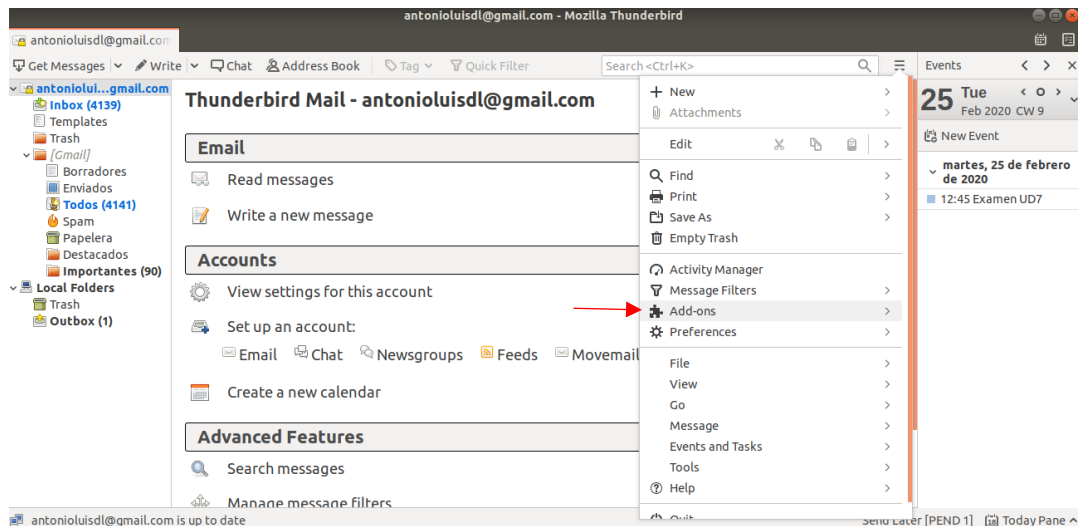 antonioluisdl@gmail.com - Mozilla Thunderbird
antonioluisdl@gmail.com
Get Messages Write Chat Address Book Tag Quick Filter Search <Ctrl+K>
antoniolui...gmail.com
Inbox (4139)
Templates
Trash
[Gmail]
Borradores
Enviados
Todos (4141)
Spam
Papelera
Destacados
Importantes (90)
Local Folders
Trash
Outbox (1)
Thunderbird Mail - antonioluisdl@gmail.com
Email
Read messages
Write a new message
Accounts
View settings for this account
Set up an account:
Email Chat Newsgroups Feeds Movemail
Create a new calendar
Advanced Features
Search messages
Manage message filters
New
Attachments
Edit
Find
Print
Save As
Empty Trash
Activity Manager
Message Filters
Add-ons
Preferences
File
View
Go
Message
Events and Tasks
Tools
Help
Quit
Events
25 Tue
Feb 2020 CW 9
New Event
martes, 25 de febrero
de 2020
12:45 Examen UD7
antonioluisdl@gmail.com is up to date
Send Later [PEND 1] Today Pane